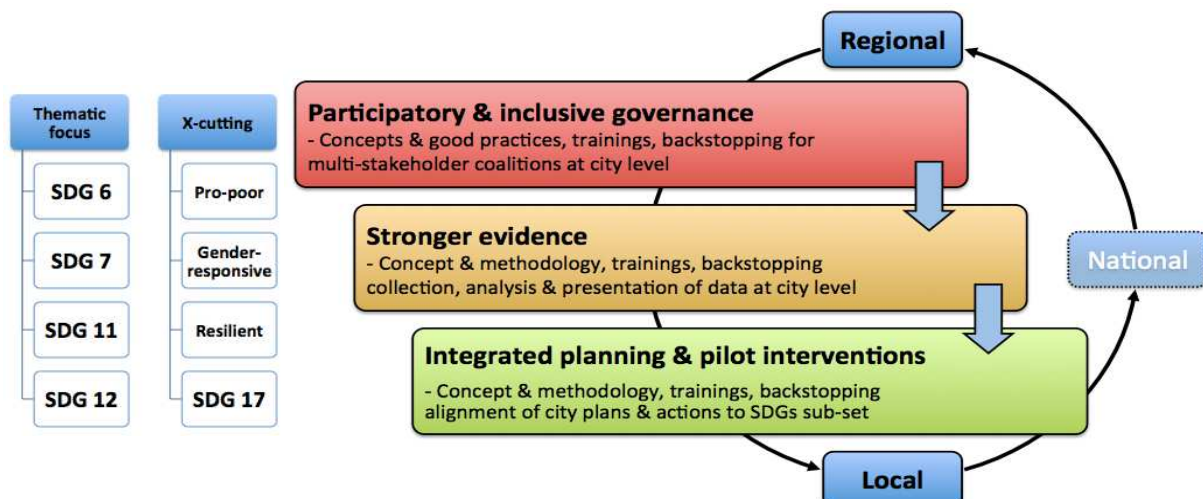 Regional
Thematic
focus
SDG 6
SDG 7
SDG 11
SDG 12
X-cutting
Pro-poor
Gender-
responsive
Resilient
SDG 17
Participatory & inclusive governance
- Concepts & good practices, trainings, backstopping for
multi-stakeholder coalitions at city level
Stronger evidence
- Concept & methodology, trainings, backstopping
collection, analysis & presentation of data at city level
National
Integrated planning & pilot interventions
- Concept & methodology, trainings, backstopping
alignment of city plans & actions to SDGs sub-set
Local